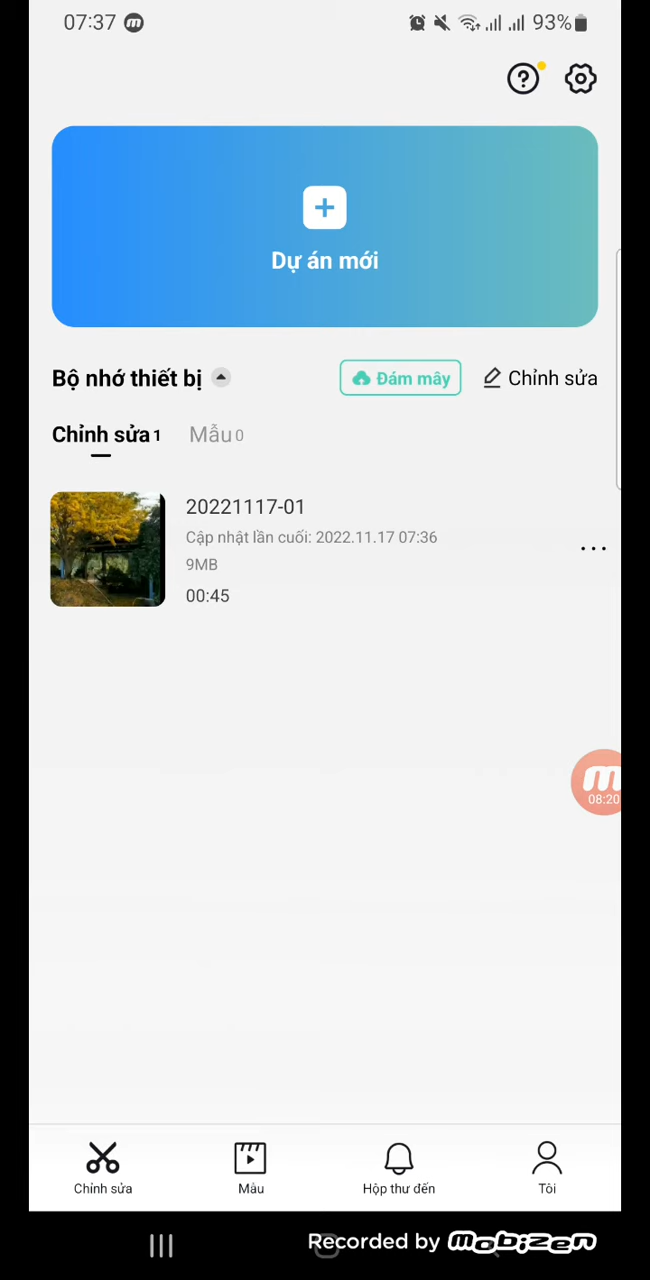 07:37
93%
Dự án mới
Bộ nhớ thiết bị
Đám mây
Chỉnh sửa
Chỉnh sửa 1
Mẫu 0
20221117-01
Cập nhật lần cuối: 2022.11.17 07:36
9MB
00:45
08:20
Chỉnh sửa
Mẫu
Hộp thư đến
Tôi
Recorded by mobizen